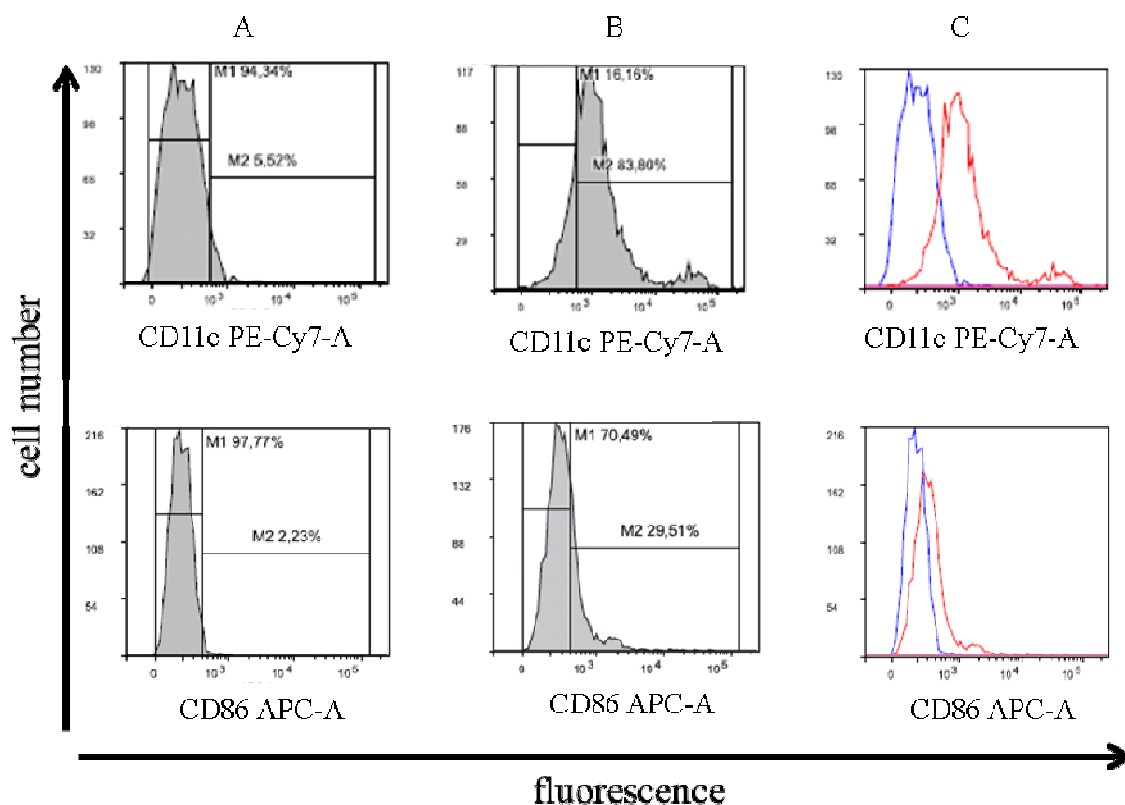 A
B
C
130
98
65
32
M1 94,34%
M2 5,52%
0
10³
10⁴
10⁵
CD11c PE-Cy7-A
117
88
58
29
M1 16,16%
M2 83,80%
0
10³
10⁴
10⁵
CD11c PE-Cy7-A
130
98
65
32
0
10³
10⁴
10⁵
CD11c PE-Cy7-A
cell number
216
162
108
54
M1 97,77%
M2 2,23%
0
10³
10⁴
10⁵
CD86 APC-A
176
132
88
44
M1 70,49%
M2 29,51%
0
10³
10⁴
10⁵
CD86 APC-A
216
162
108
54
0
10³
10⁴
10⁵
CD86 APC-A
fluorescence